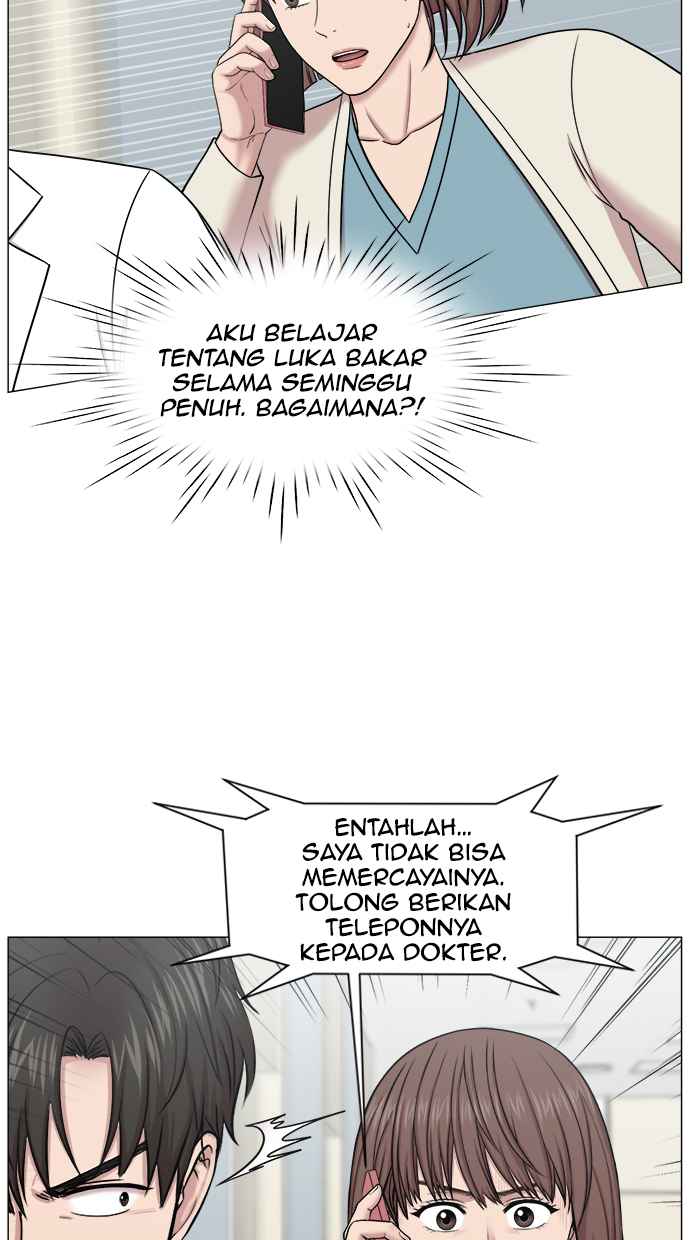 AKU BELAJAR
TENTANG LUKA BAKAR
SELAMA SEMINGGU
PENUH. BAGAIMANA?!
ENTAHLAH...
SAYA TIDAK BISA
MEMERCAYAINYA.
TOLONG BERIKAN
TELEPONNYA
KEPADA DOKTER.